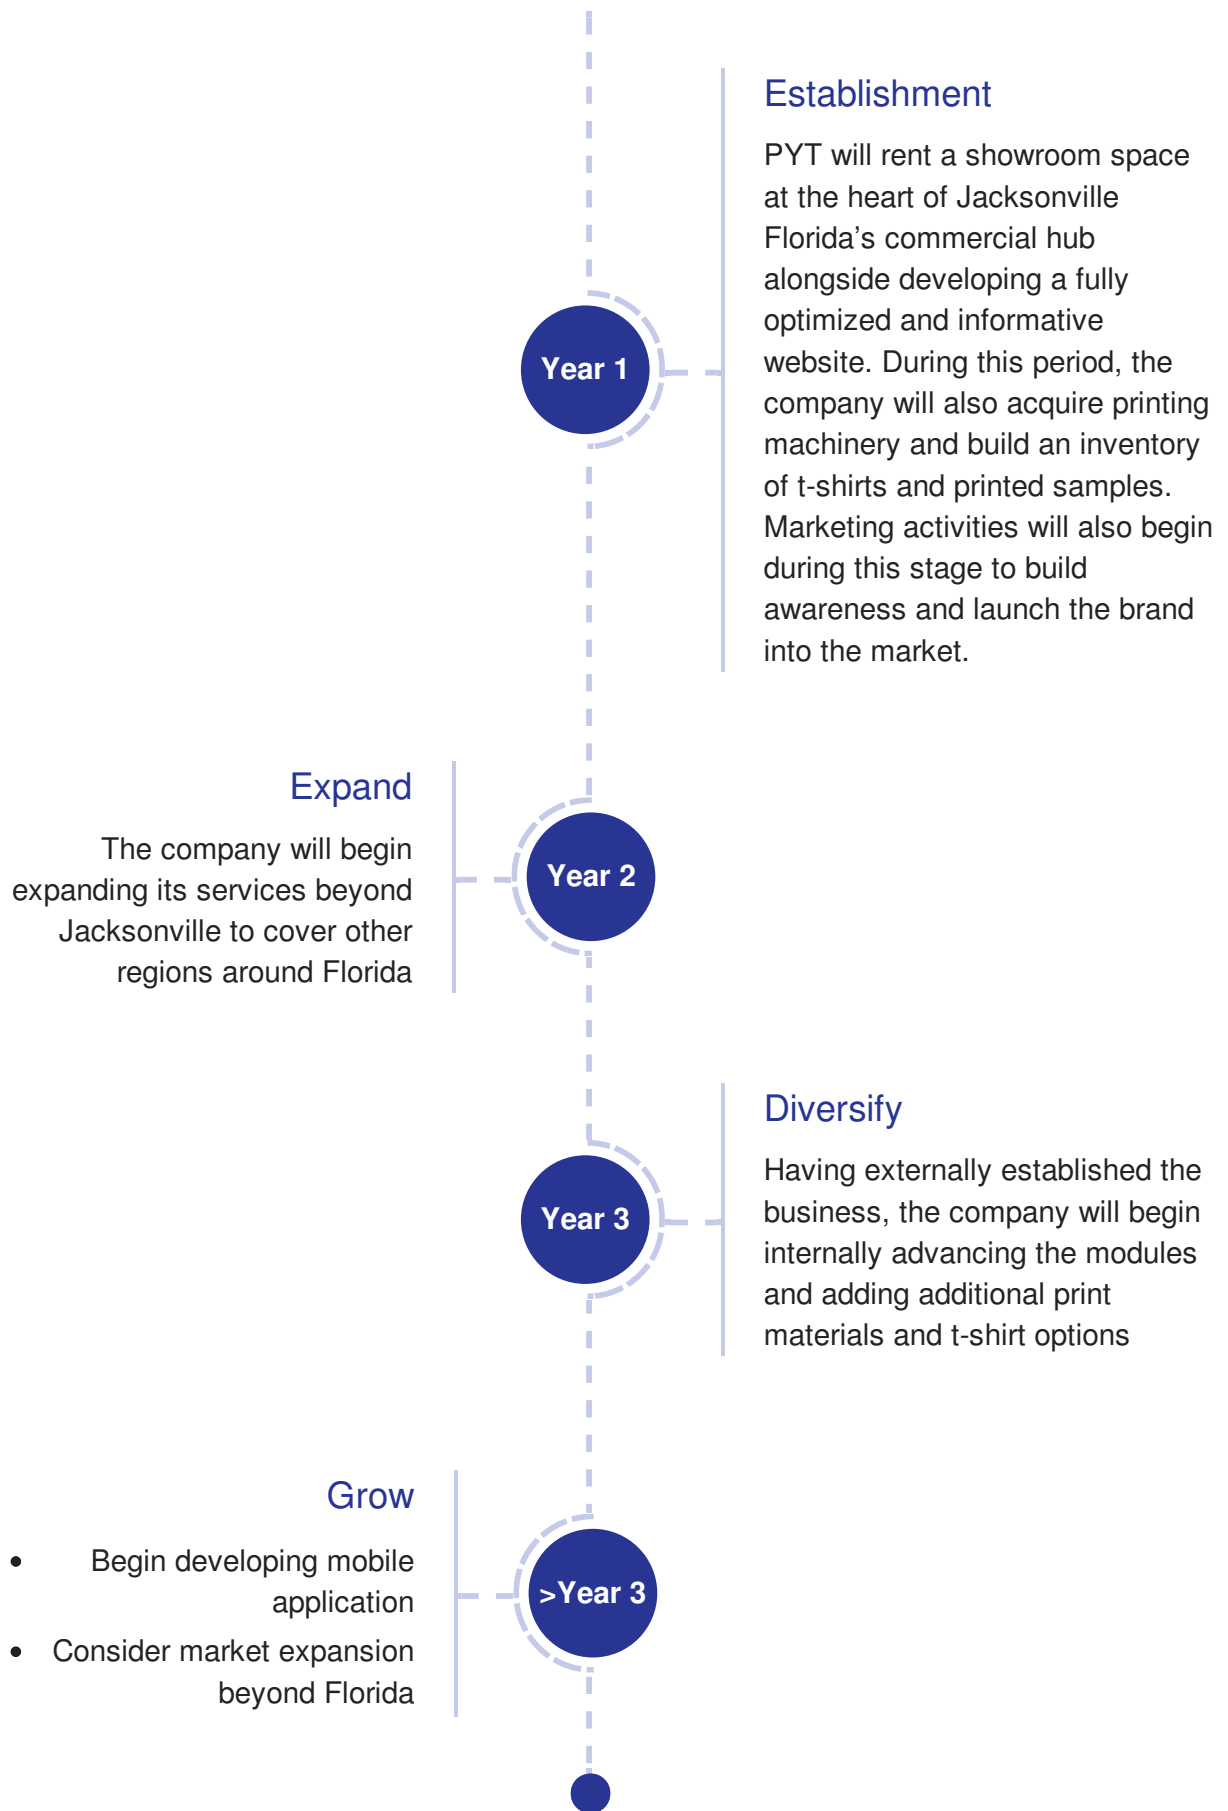 Establishment
PYT will rent a showroom space
at the heart of Jacksonville
Florida’s commercial hub
alongside developing a fully
optimized and informative
website. During this period, the
company will also acquire printing
machinery and build an inventory
of t-shirts and printed samples.
Marketing activities will also begin
during this stage to build
awareness and launch the brand
into the market.
Year 1
Expand
The company will begin
expanding its services beyond
Jacksonville to cover other
regions around Florida
Year 2
Diversify
Having externally established the
business, the company will begin
internally advancing the modules
and adding additional print
materials and t-shirt options
Year 3
Grow
• Begin developing mobile
application
• Consider market expansion
beyond Florida
>Year 3